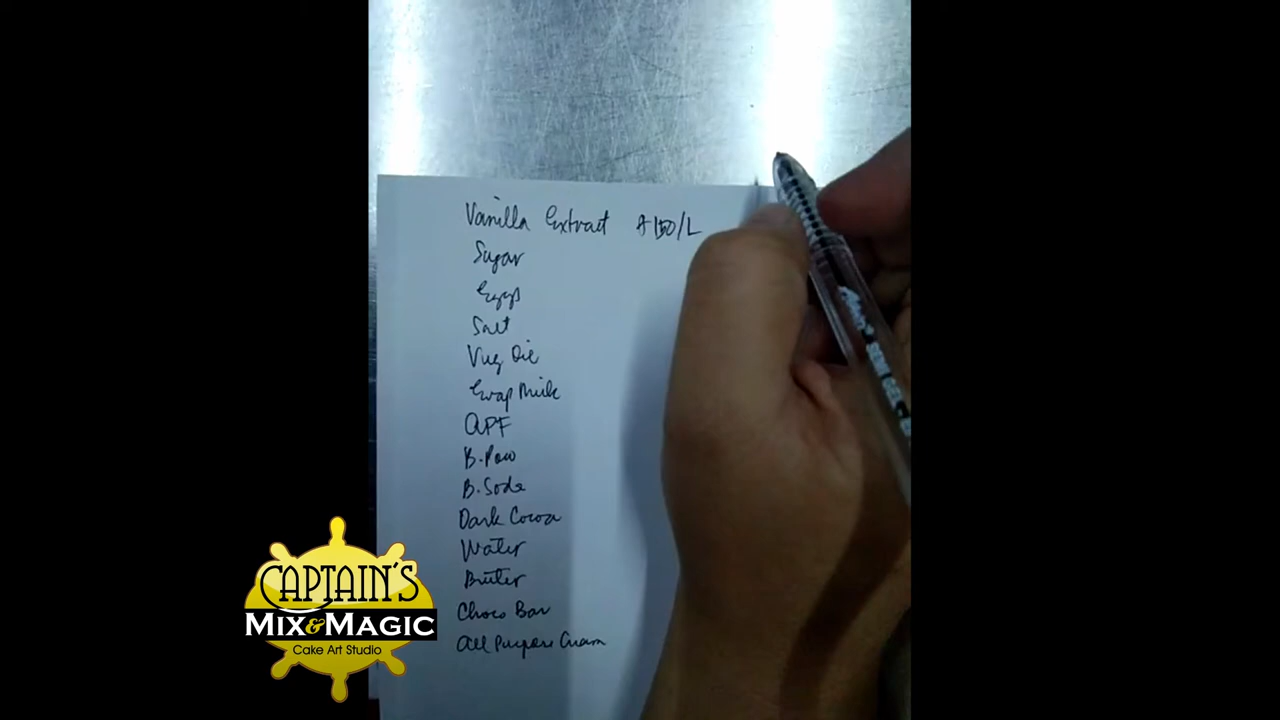 Vanilla Extract ₱150/L
Sugar
Eggs
Salt
Veg Oil
Evap Milk
APF
B. Pow
B. Soda
Dark Cocoa
Water
Butter
Choco Bar
All Purpose Cream
CAPTAIN'S
MIX & MAGIC
Cake Art Studio